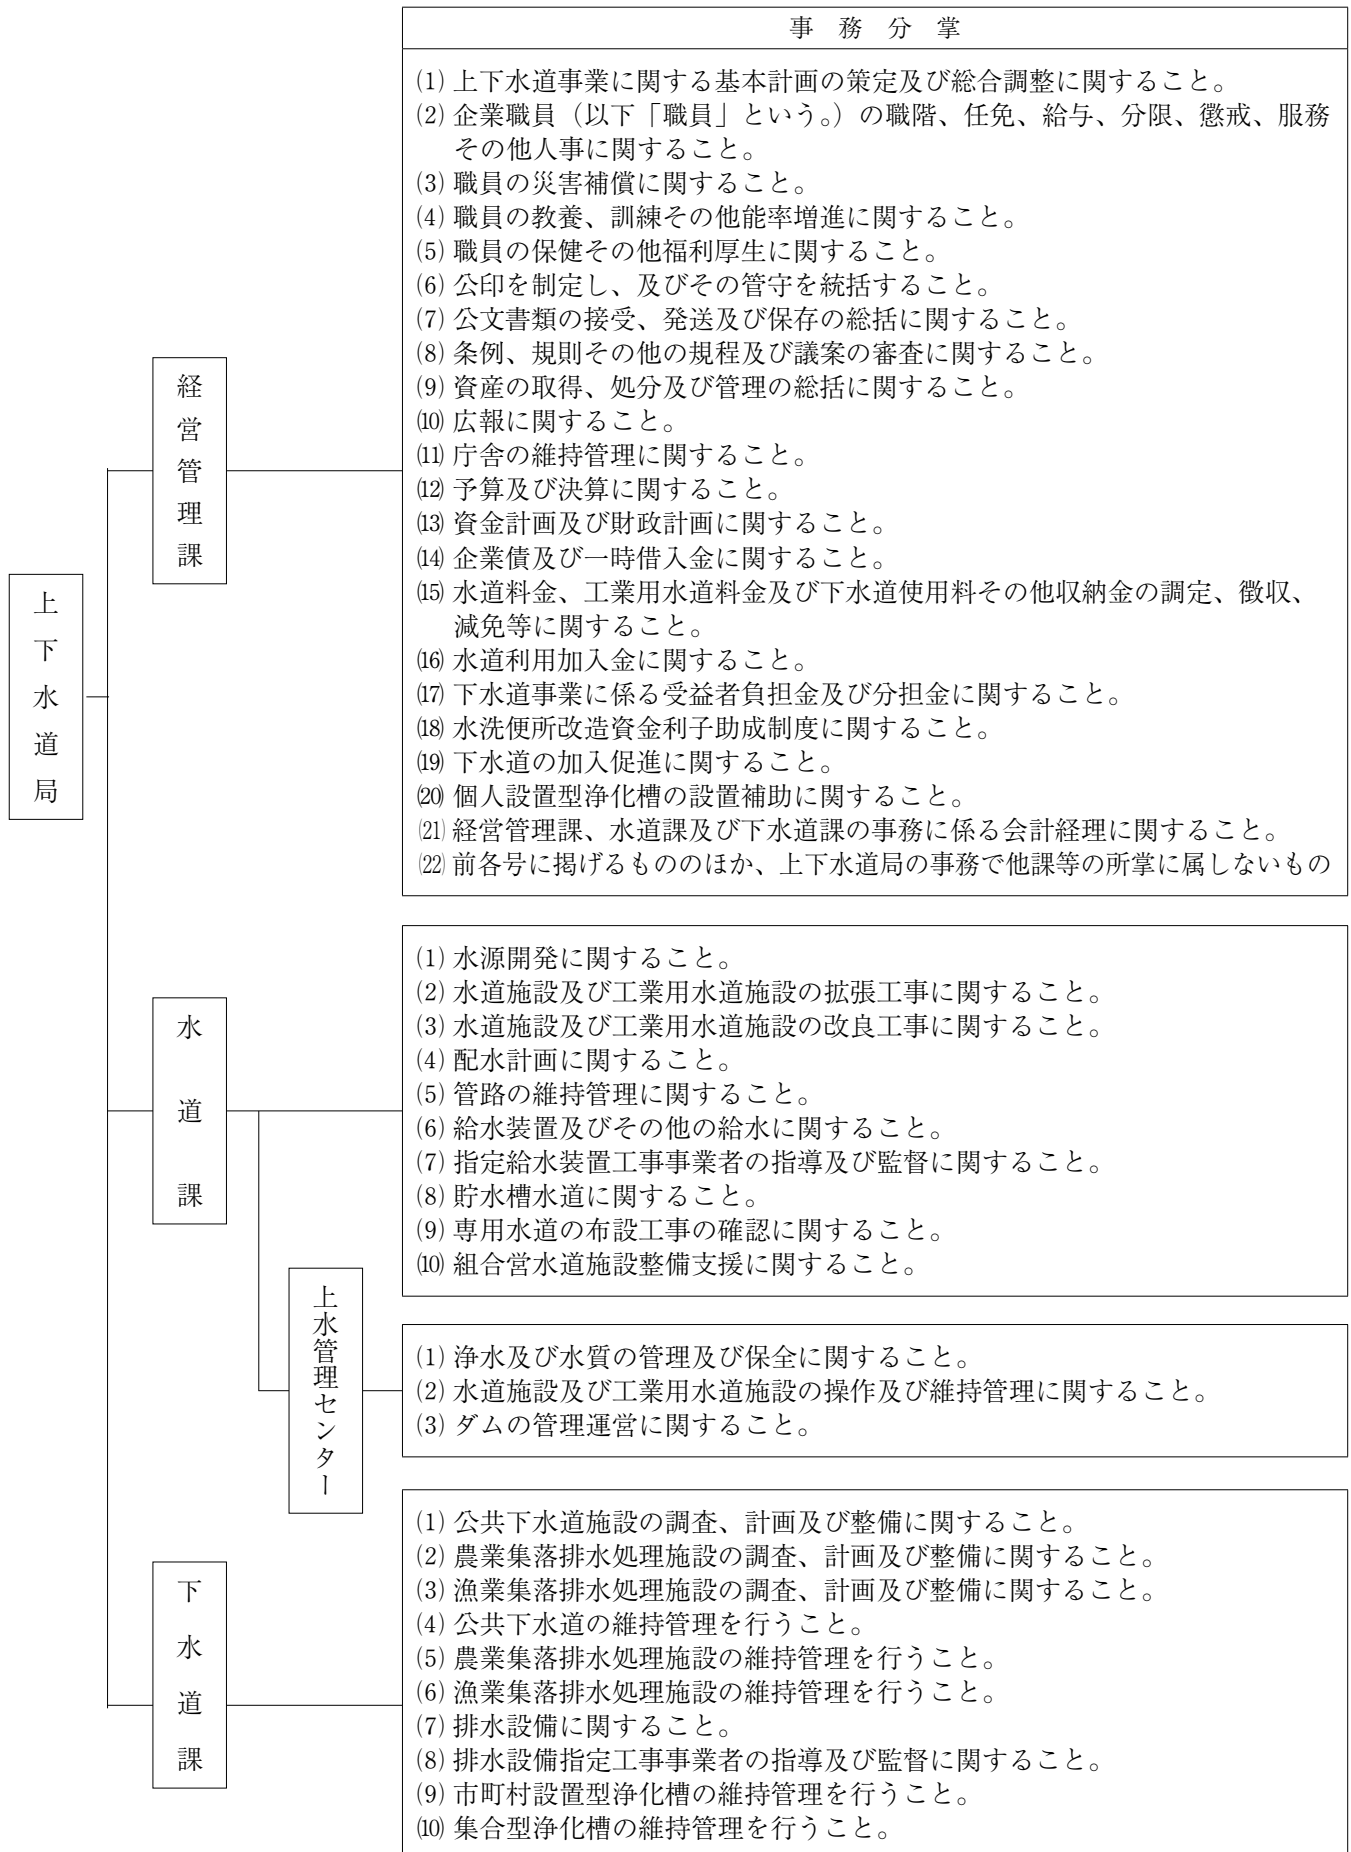 事務分掌
上下水道局
経営管理課
⑴ 上下水道事業に関する基本計画の策定及び総合調整に関すること。
⑵ 企業職員（以下「職員」という。）の職階、任免、給与、分限、懲戒、服務
その他人事に関すること。
⑶ 職員の災害補償に関すること。
⑷ 職員の教養、訓練その他能率増進に関すること。
⑸ 職員の保健その他福利厚生に関すること。
⑹ 公印を制定し、及びその管守を統括すること。
⑺ 公文書類の接受、発送及び保存の総括に関すること。
⑻ 条例、規則その他の規程及び議案の審査に関すること。
⑼ 資産の取得、処分及び管理の総括に関すること。
⑽ 広報に関すること。
⑾ 庁舎の維持管理に関すること。
⑿ 予算及び決算に関すること。
⒀ 資金計画及び財政計画に関すること。
⒁ 企業債及び一時借入金に関すること。
⒂ 水道料金、工業用水道料金及び下水道使用料その他収納金の調定、徴収、
減免等に関すること。
⒃ 水道利用加入金に関すること。
⒄ 下水道事業に係る受益者負担金及び分担金に関すること。
⒅ 水洗便所改造資金利子助成制度に関すること。
⒆ 下水道の加入促進に関すること。
⒇ 個人設置型浄化槽の設置補助に関すること。
(21) 経営管理課、水道課及び下水道課の事務に係る会計経理に関すること。
(22) 前各号に掲げるもののほか、上下水道局の事務で他課等の所掌に属しないもの
水道課
⑴ 水源開発に関すること。
⑵ 水道施設及び工業用水道施設の拡張工事に関すること。
⑶ 水道施設及び工業用水道施設の改良工事に関すること。
⑷ 配水計画に関すること。
⑸ 管路の維持管理に関すること。
⑹ 給水装置及びその他の給水に関すること。
⑺ 指定給水装置工事事業者の指導及び監督に関すること。
⑻ 貯水槽水道に関すること。
⑼ 専用水道の布設工事の確認に関すること。
⑽ 組合営水道施設整備支援に関すること。
上水管理センター
⑴ 浄水及び水質の管理及び保全に関すること。
⑵ 水道施設及び工業用水道施設の操作及び維持管理に関すること。
⑶ ダムの管理運営に関すること。
下水道課
⑴ 公共下水道施設の調査、計画及び整備に関すること。
⑵ 農業集落排水処理施設の調査、計画及び整備に関すること。
⑶ 漁業集落排水処理施設の調査、計画及び整備に関すること。
⑷ 公共下水道の維持管理を行うこと。
⑸ 農業集落排水処理施設の維持管理を行うこと。
⑹ 漁業集落排水処理施設の維持管理を行うこと。
⑺ 排水設備に関すること。
⑻ 排水設備指定工事事業者の指導及び監督に関すること。
⑼ 市町村設置型浄化槽の維持管理を行うこと。
⑽ 集合型浄化槽の維持管理を行うこと。